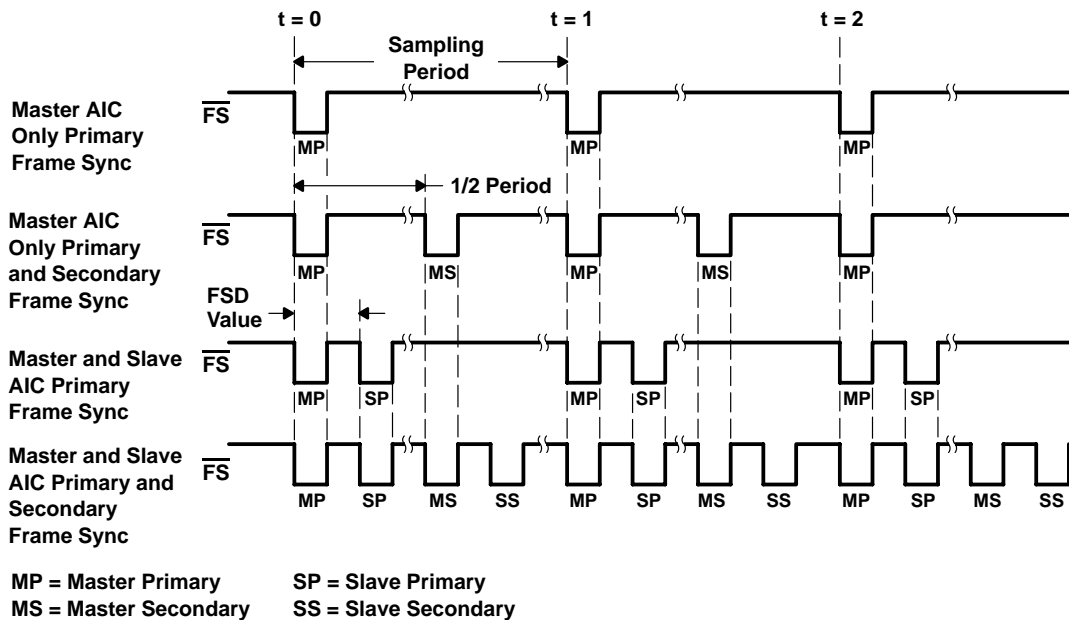 t = 0 t = 1 t = 2
Sampling
Period
Master AIC
Only Primary
Frame Sync
FS
MP MP MP
1/2 Period
Master AIC
Only Primary
and Secondary
Frame Sync
FS
MP MS MP MS MP
FSD
Value
Master and Slave
AIC Primary
Frame Sync
FS
MP SP MP SP MP SP
Master and Slave
AIC Primary and
Secondary
Frame Sync
FS
MP SP MS SS MP SP MS SS MP SP MS SS
MP = Master Primary SP = Slave Primary
MS = Master Secondary SS = Slave Secondary